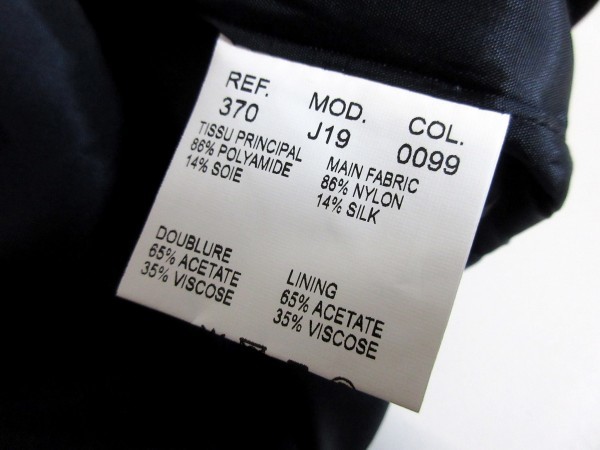 REF. MOD. COL.
370 J19 0099
TISSU PRINCIPAL
86% POLYAMIDE
14% SOIE
MAIN FABRIC
86% NYLON
14% SILK
DOUBLURE
65% ACETATE
35% VISCOSE
LINING
65% ACETATE
35% VISCOSE